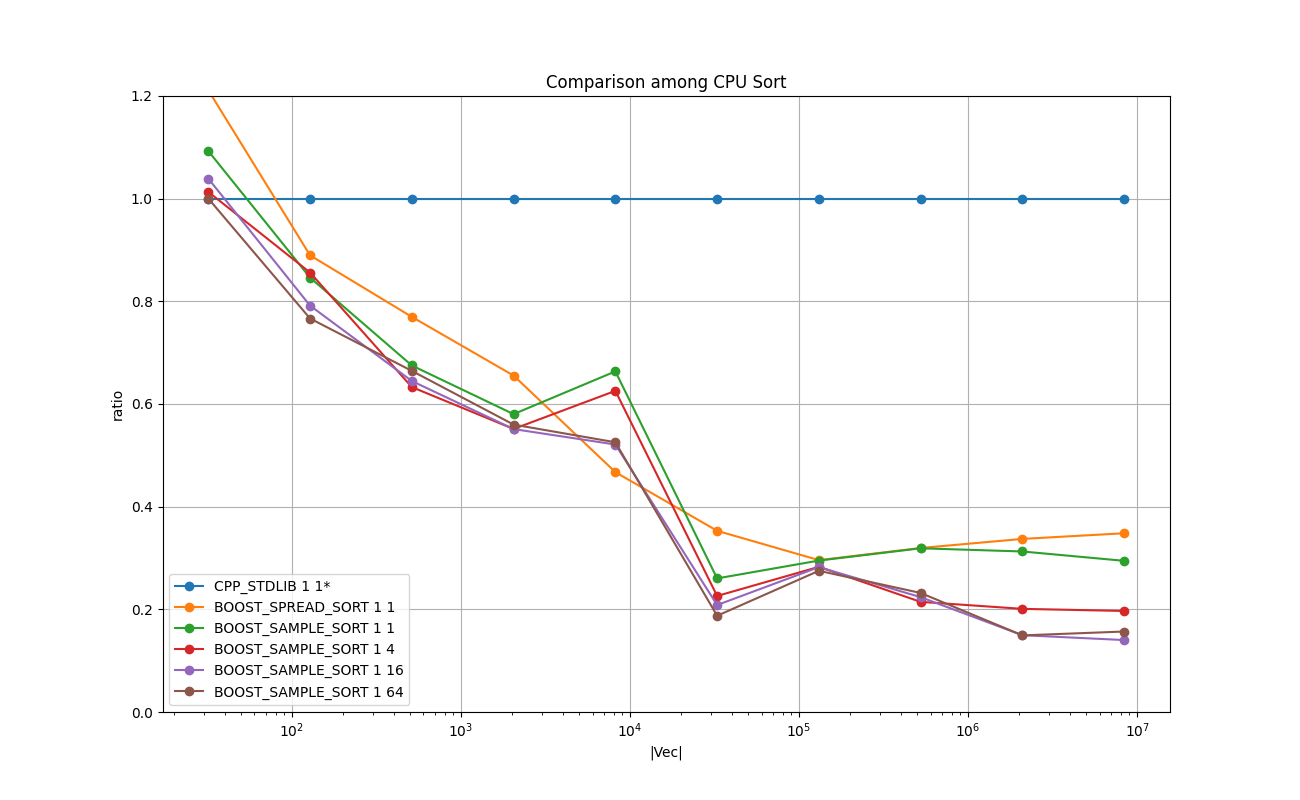 Comparison among CPU Sort
1.2
1.0
0.8
0.6
0.4
0.2
0.0
ratio
CPP_STDLIB 1 1*
BOOST_SPREAD_SORT 1 1
BOOST_SAMPLE_SORT 1 1
BOOST_SAMPLE_SORT 1 4
BOOST_SAMPLE_SORT 1 16
BOOST_SAMPLE_SORT 1 64
10² 10³ 10⁴ 10⁵ 10⁶ 10⁷
|Vec|